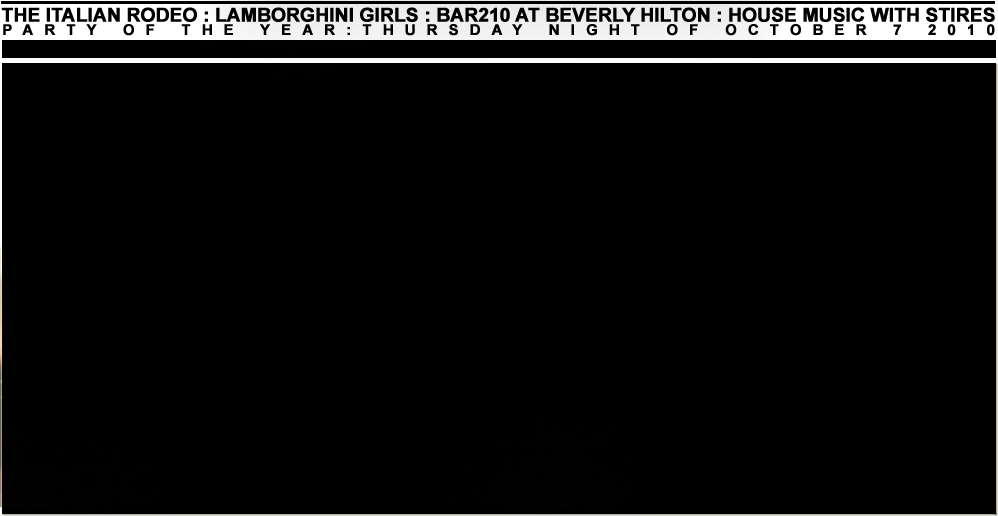 THE ITALIAN RODEO : LAMBORGHINI GIRLS : BAR210 AT BEVERLY HILTON : HOUSE MUSIC WITH STIRES
PARTY OF THE YEAR:THURSDAY NIGHT OF OCTOBER 7 2010